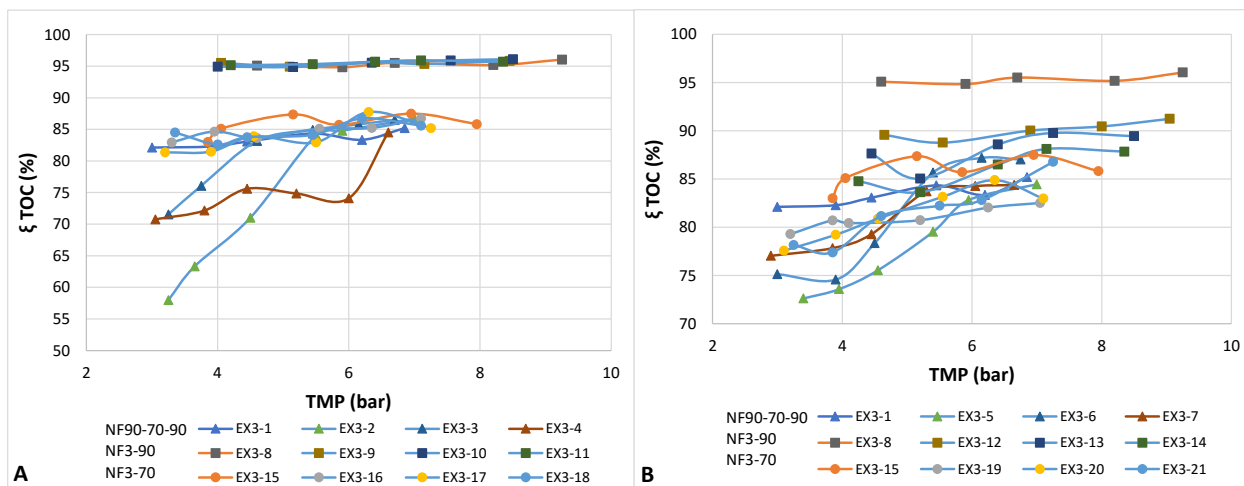 100
95
90
85
80
75
70
65
60
55
50
ξ TOC (%)
2 4 6 8 10
TMP (bar)
NF90-70-90 EX3-1 EX3-2 EX3-3 EX3-4
NF3-90 EX3-8 EX3-9 EX3-10 EX3-11
NF3-70 EX3-15 EX3-16 EX3-17 EX3-18
A
100
95
90
85
80
75
70
ξ TOC (%)
2 4 6 8 10
TMP (bar)
NF90-70-90 EX3-1 EX3-5 EX3-6 EX3-7
NF3-90 EX3-8 EX3-12 EX3-13 EX3-14
NF3-70 EX3-15 EX3-19 EX3-20 EX3-21
B